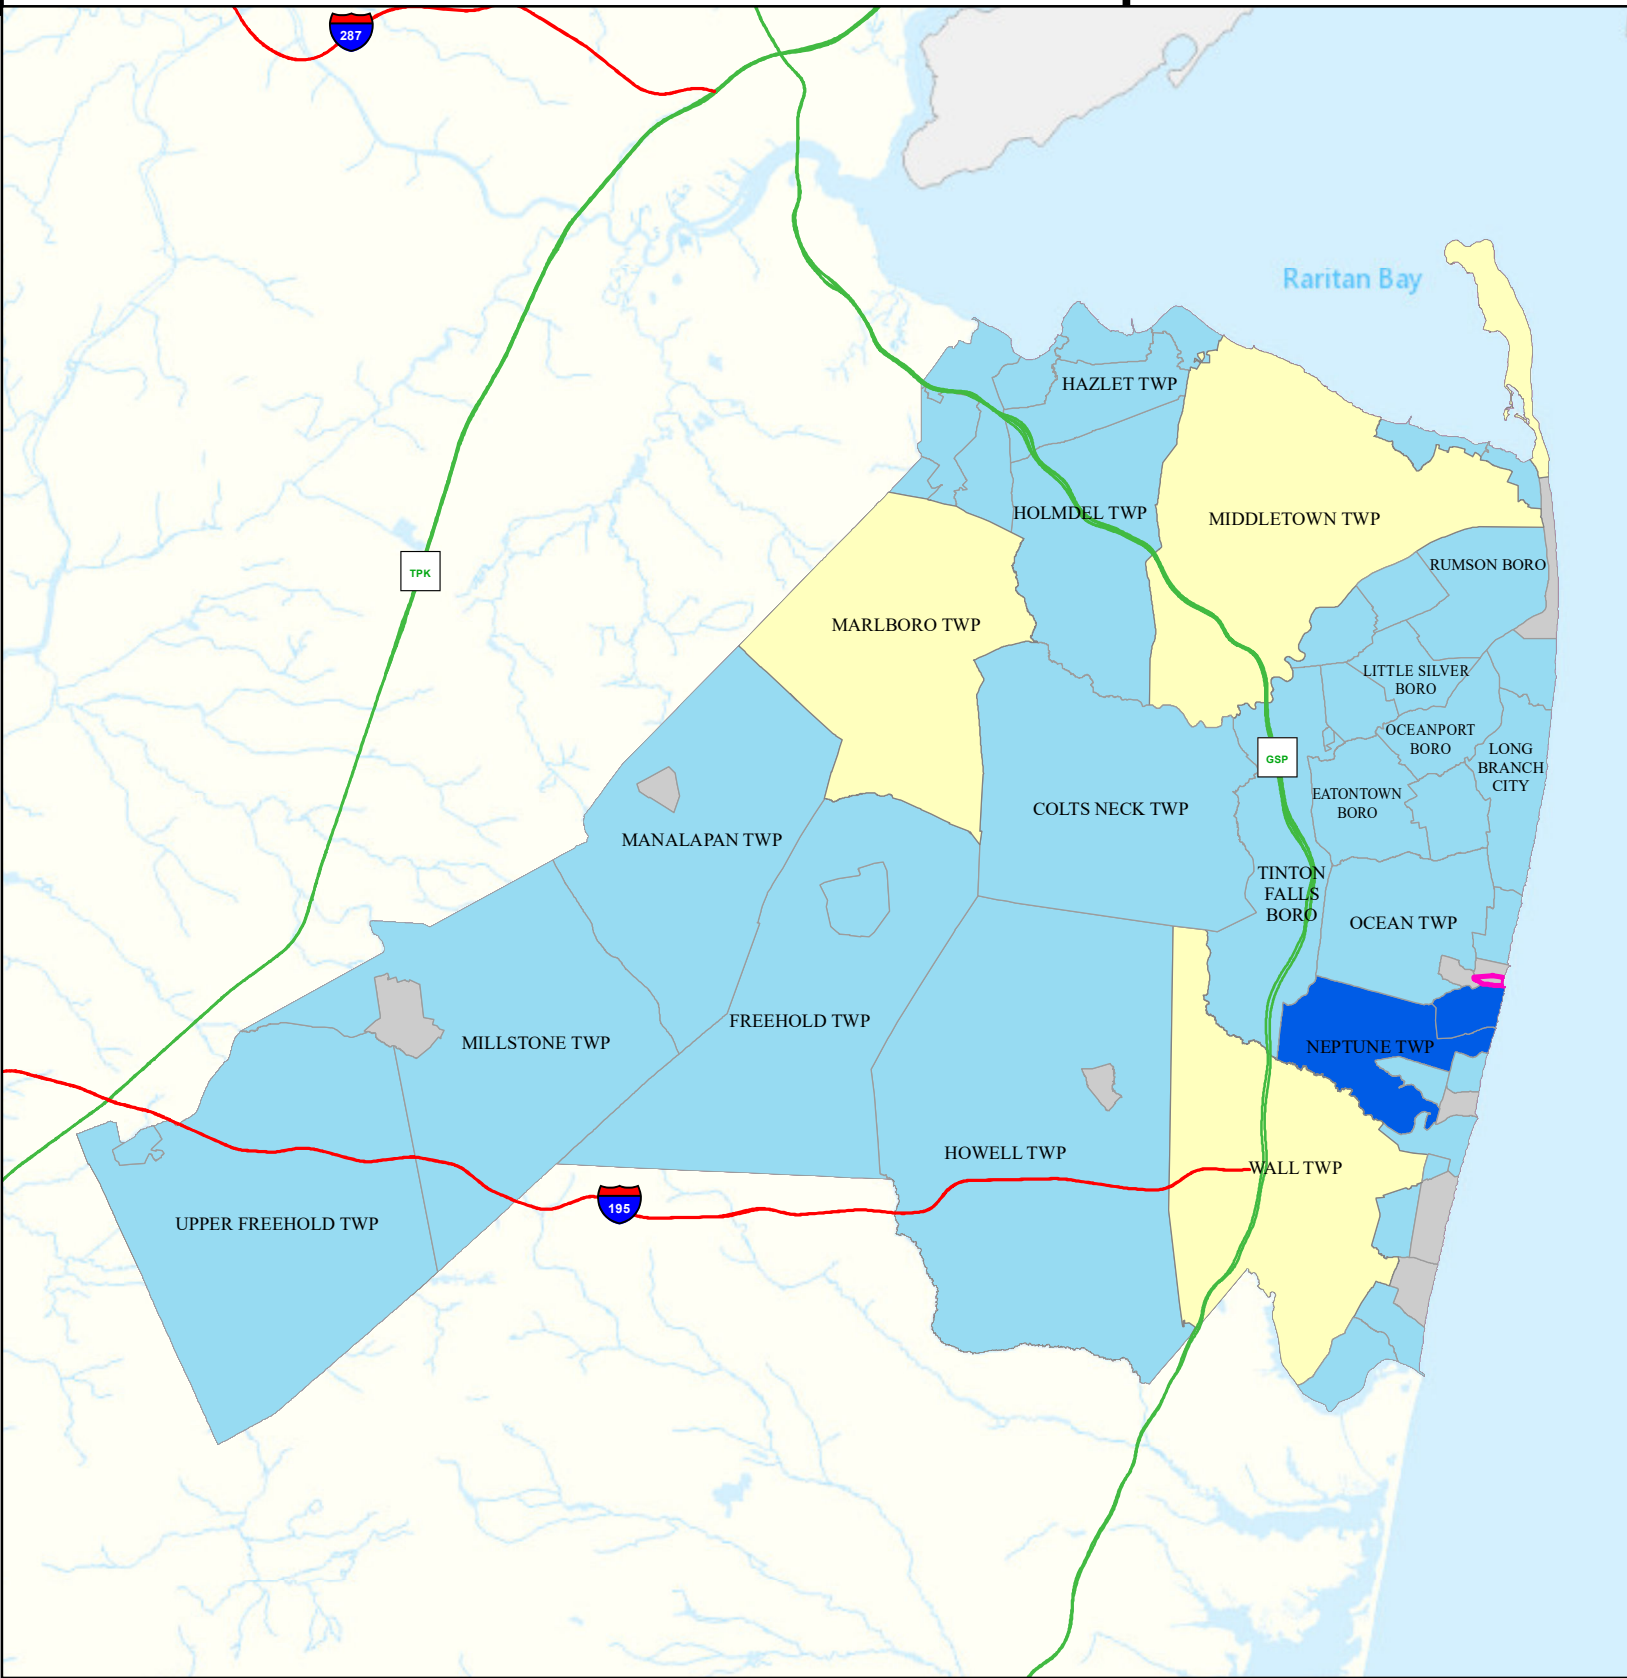 287
Raritan Bay
HAZLET TWP
HOLMDEL TWP
MIDDLETOWN TWP
RUMSON BORO
TPK
MARLBORO TWP
LITTLE SILVER
BORO
OCEANPORT
BORO
LONG
BRANCH
CITY
GSP
EATONTOWN
BORO
COLTS NECK TWP
MANALAPAN TWP
TINTON
FALLS
BORO
OCEAN TWP
FREEHOLD TWP
MILLSTONE TWP
NEPTUNE TWP
HOWELL TWP
WALL TWP
195
UPPER FREEHOLD TWP